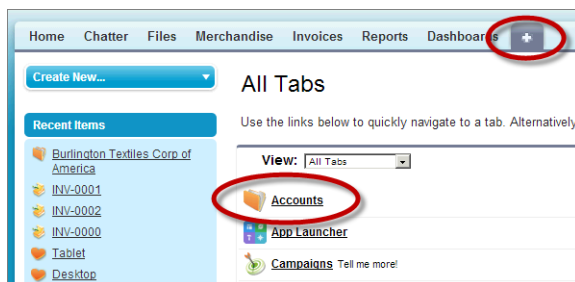 Home Chatter Files Merchandise Invoices Reports Dashboards +
Create New...
All Tabs
Recent Items
Use the links below to quickly navigate to a tab. Alternatively
Burlington Textiles Corp of
America
View: All Tabs
INV-0001
Accounts
INV-0002
INV-0000
App Launcher
Tablet
Campaigns Tell me more!
Desktop